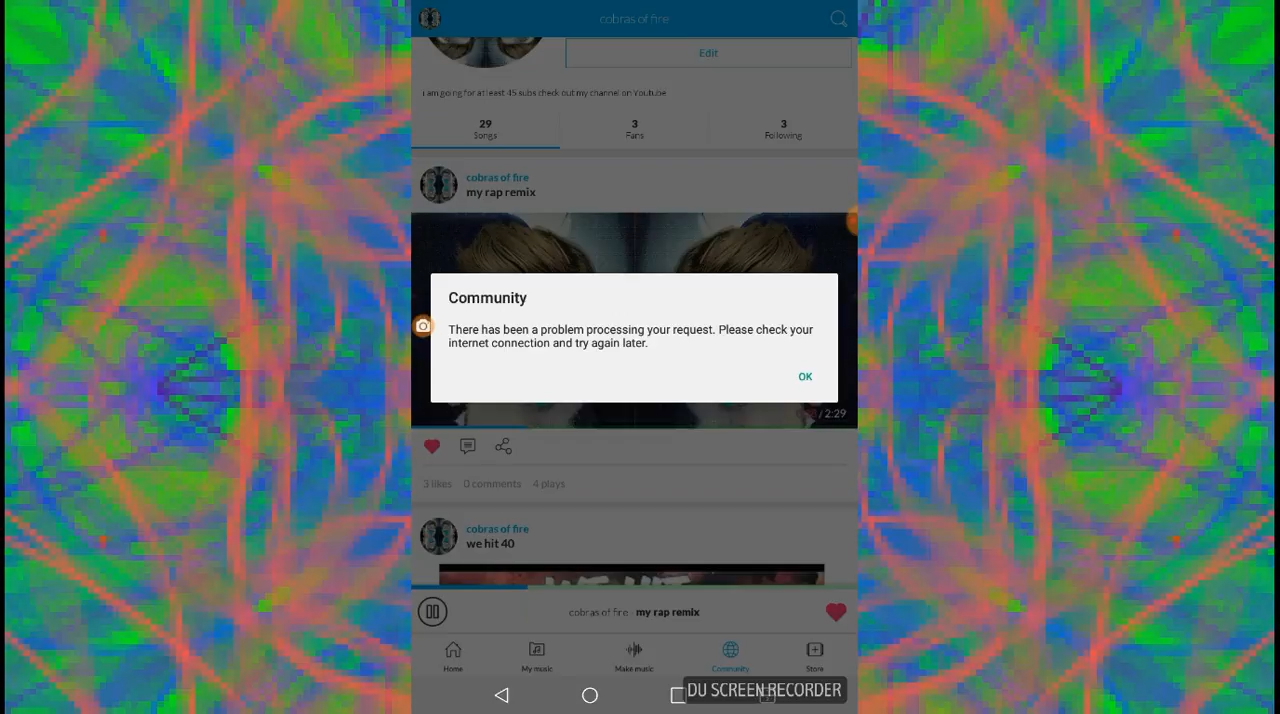 cobras of fire
Edit
i am going for atleast 45 subs check out my channel on Youtube
29
Songs
3
Fans
3
Following
cobras of fire
my rap remix
Community
There has been a problem processing your request. Please check your
internet connection and try again later.
OK
/ 2:29
3 likes 0 comments 4 plays
cobras of fire
we hit 40
WE HIT
cobras of fire - my rap remix
Home
My music
Make music
Community
Store
DU SCREEN RECORDER